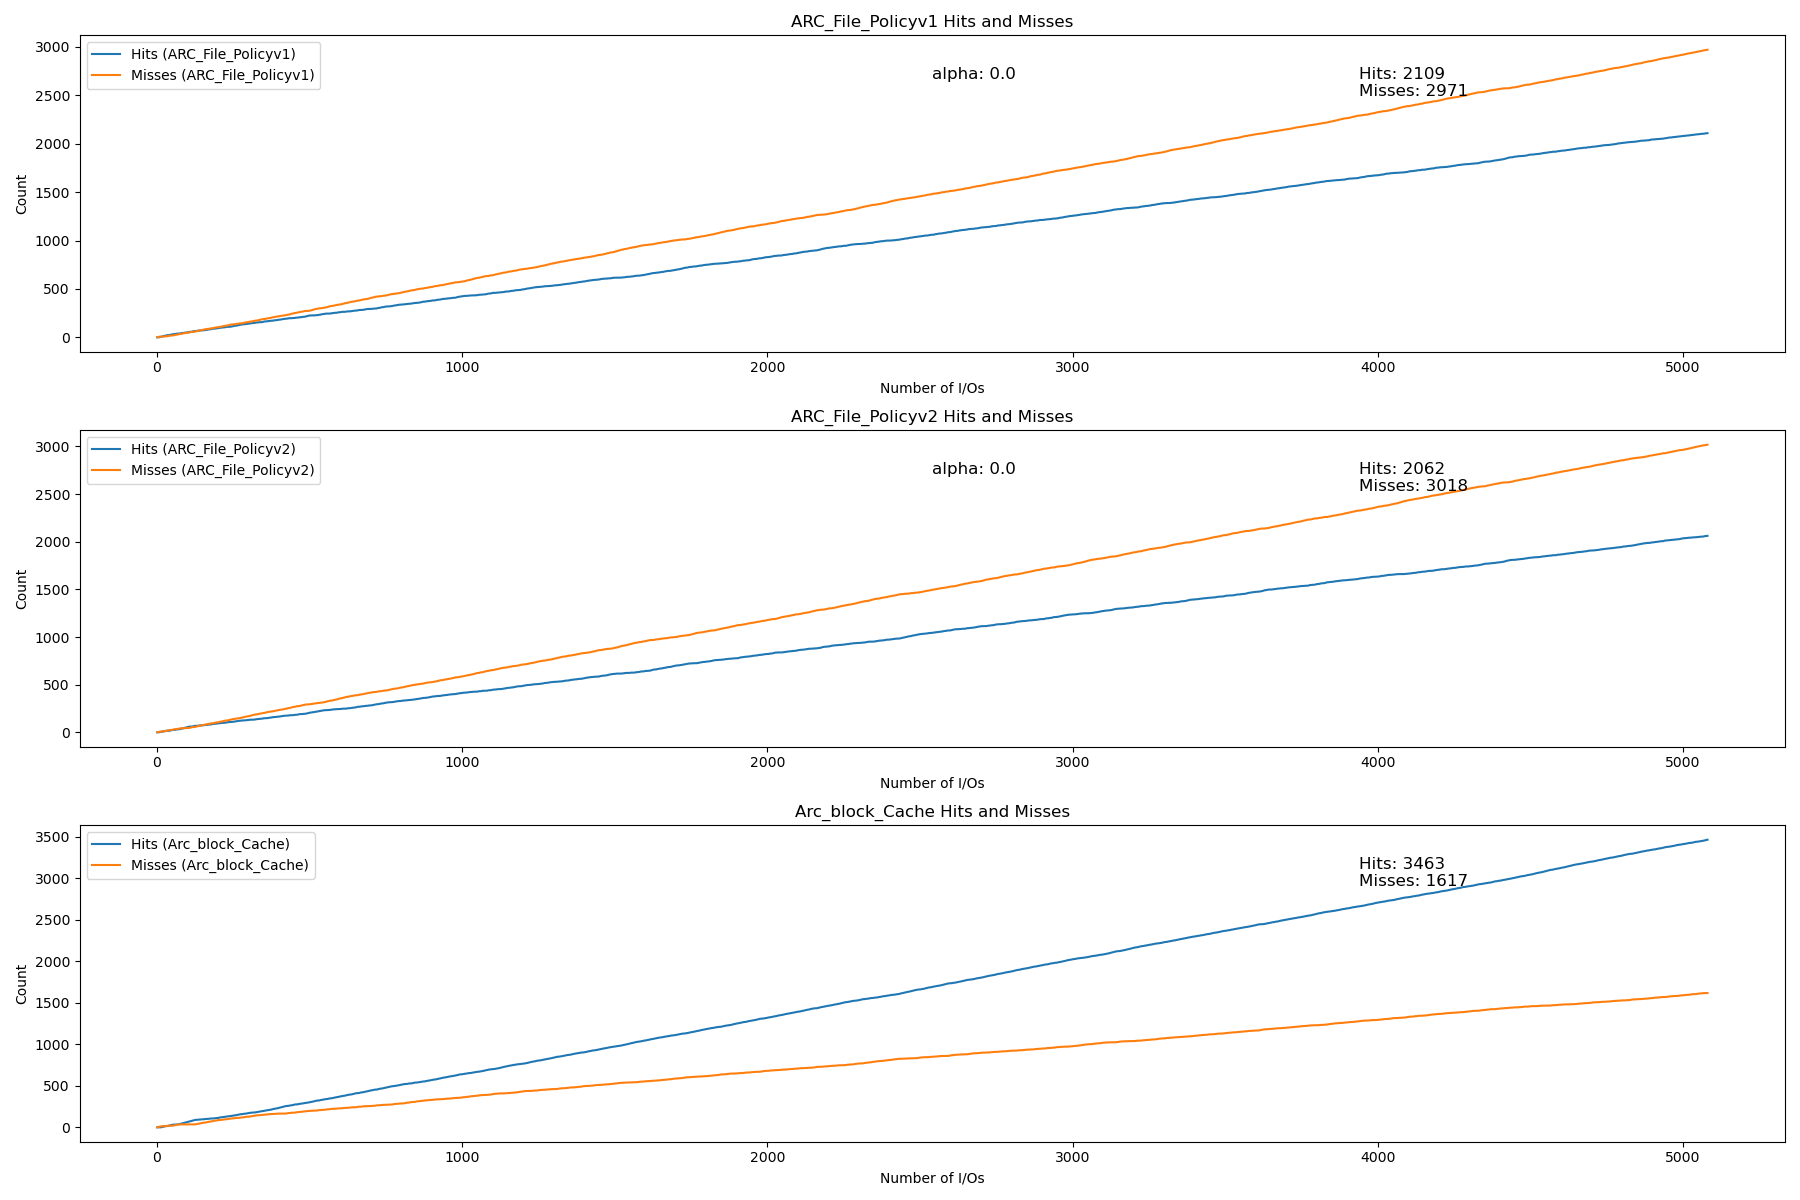 ARC_File_Policyv1 Hits and Misses
Hits (ARC_File_Policyv1)
Misses (ARC_File_Policyv1)
alpha: 0.0
Hits: 2109
Misses: 2971
3000
2500
2000
1500
1000
500
0
Count
0 1000 2000 3000 4000 5000
Number of I/Os
ARC_File_Policyv2 Hits and Misses
Hits (ARC_File_Policyv2)
Misses (ARC_File_Policyv2)
alpha: 0.0
Hits: 2062
Misses: 3018
3000
2500
2000
1500
1000
500
0
Count
0 1000 2000 3000 4000 5000
Number of I/Os
Arc_block_Cache Hits and Misses
Hits (Arc_block_Cache)
Misses (Arc_block_Cache)
Hits: 3463
Misses: 1617
3500
3000
2500
2000
1500
1000
500
0
Count
0 1000 2000 3000 4000 5000
Number of I/Os